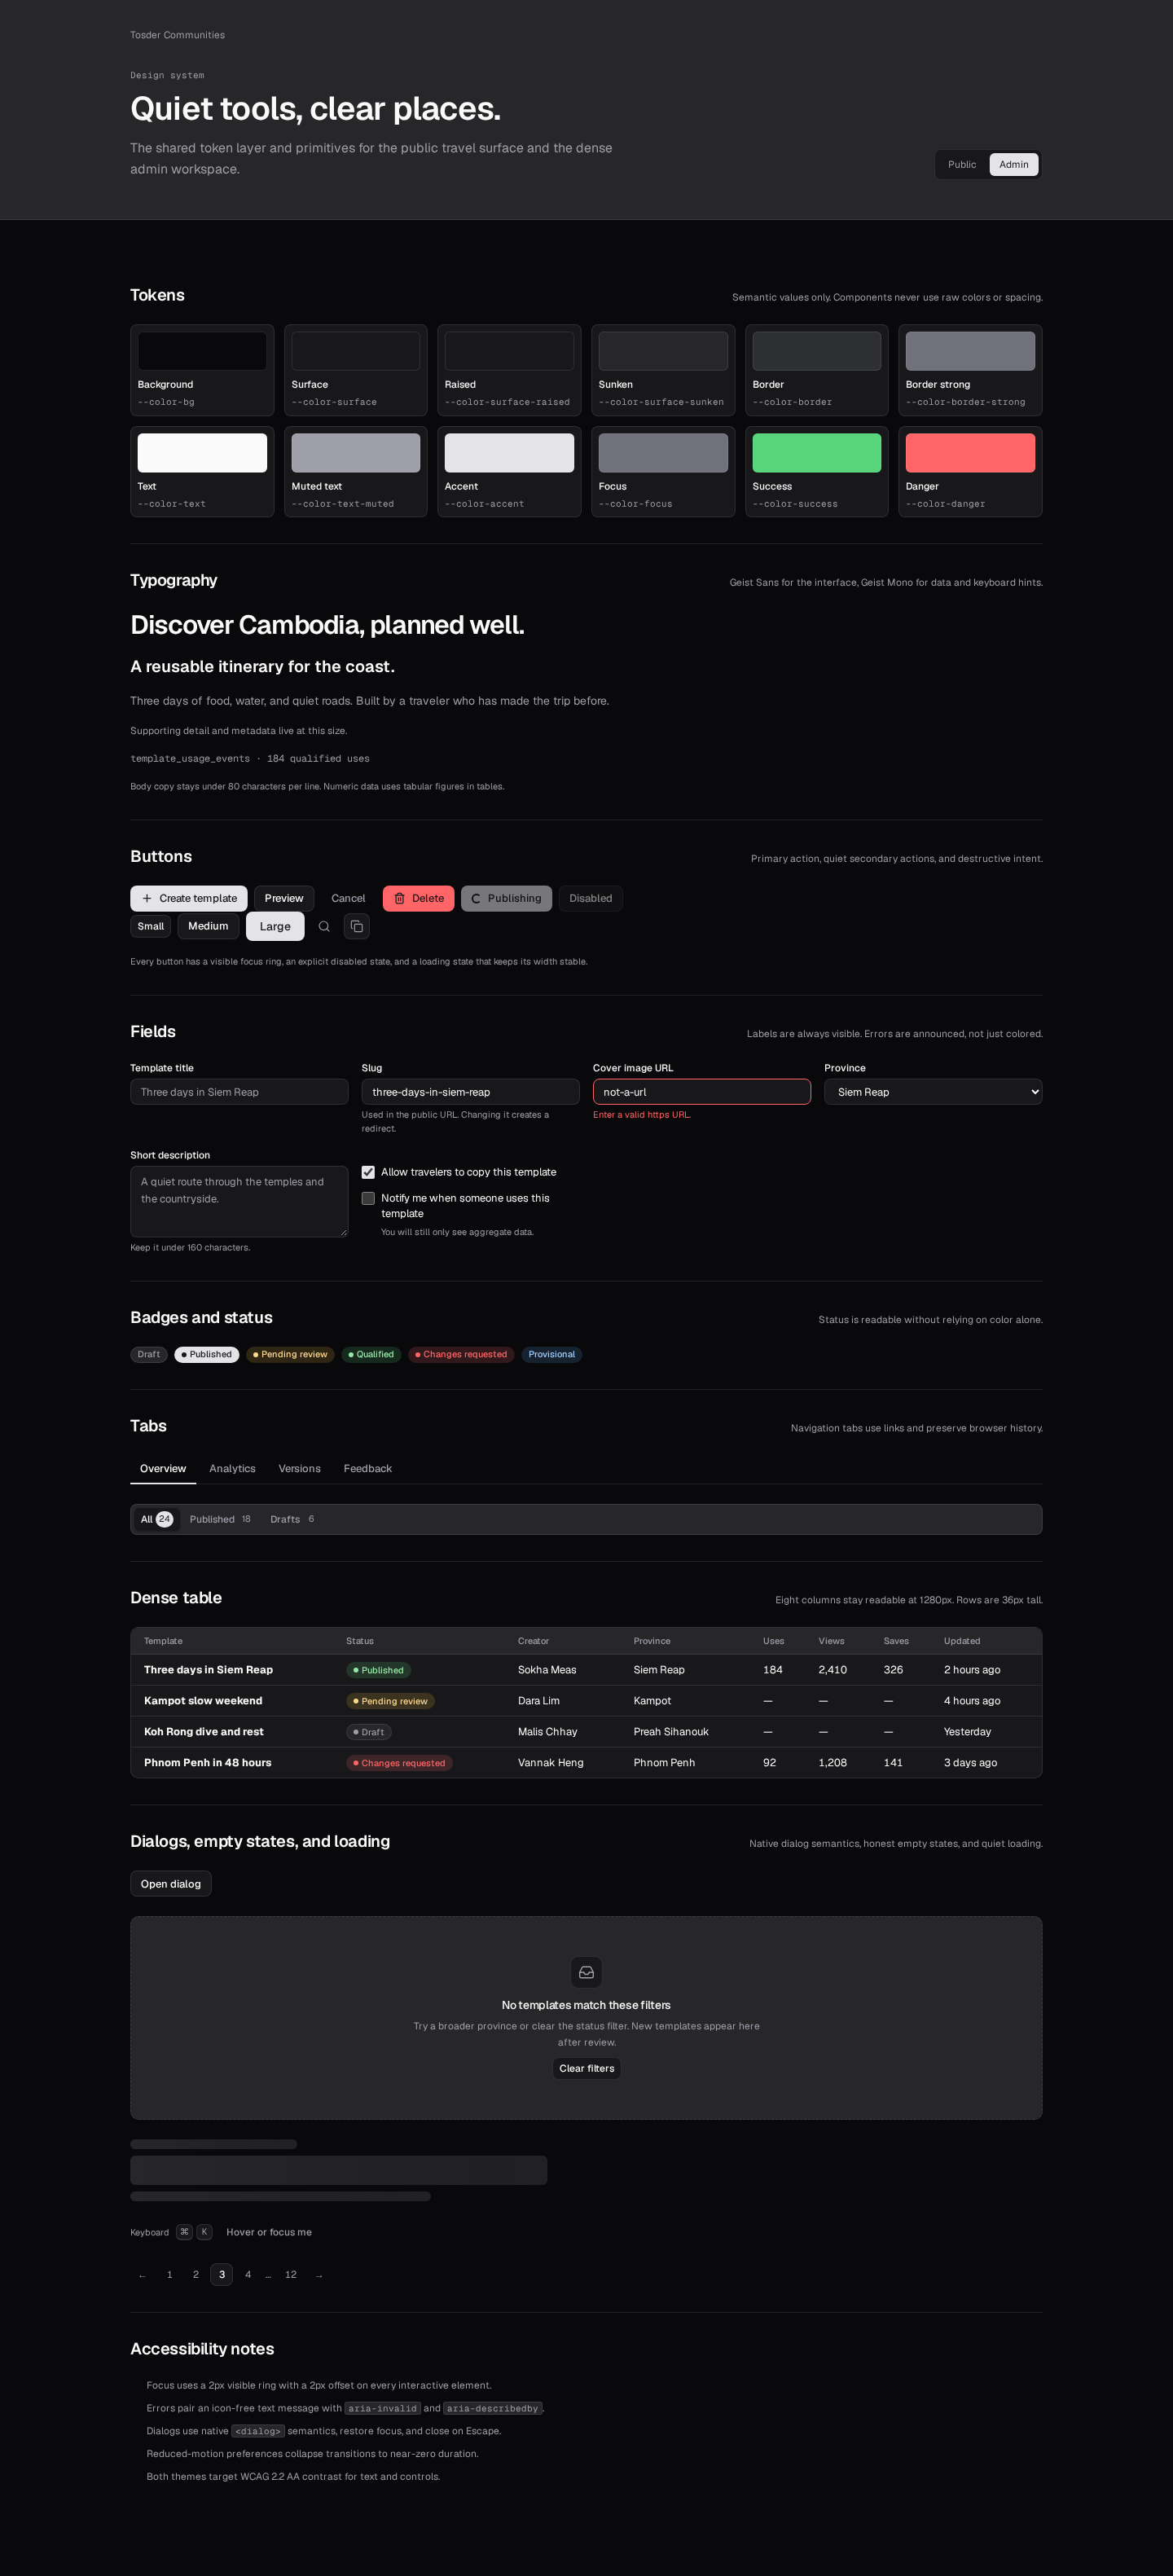 Tosder Communities
Design system
Quiet tools, clear places.
The shared token layer and primitives for the public travel surface and the dense
admin workspace.
Public Admin
Tokens
Semantic values only. Components never use raw colors or spacing.
Background Surface Raised Sunken Border Border strong
--color-bg --color-surface --color-surface-raised --color-surface-sunken --color-border --color-border-strong
Text Muted text Accent Focus Success Danger
--color-text --color-text-muted --color-accent --color-focus --color-success --color-danger
Typography
Geist Sans for the interface, Geist Mono for data and keyboard hints.
Discover Cambodia, planned well.
A reusable itinerary for the coast.
Three days of food, water, and quiet roads. Built by a traveler who has made the trip before.
Supporting detail and metadata live at this size.
template_usage_events · 184 qualified uses
Body copy stays under 80 characters per line. Numeric data uses tabular figures in tables.
Buttons
Primary action, quiet secondary actions, and destructive intent.
Create template Preview Cancel Delete Publishing Disabled
Small Medium Large
Every button has a visible focus ring, an explicit disabled state, and a loading state that keeps its width stable.
Fields
Labels are always visible. Errors are announced, not just colored.
Template title Slug Cover image URL Province
Three days in Siem Reap three-days-in-siem-reap not-a-url Siem Reap
Used in the public URL. Changing it creates a
redirect.
Enter a valid https URL.
Short description
A quiet route through the temples and
the countryside.
Keep it under 160 characters.
Allow travelers to copy this template
Notify me when someone uses this
template
You will still only see aggregate data.
Badges and status
Status is readable without relying on color alone.
Draft Published Pending review Qualified Changes requested Provisional
Tabs
Navigation tabs use links and preserve browser history.
Overview Analytics Versions Feedback
All 24 Published 18 Drafts 6
Dense table
Eight columns stay readable at 1280px. Rows are 36px tall.
Template Status Creator Province Uses Views Saves Updated
Three days in Siem Reap Published Sokha Meas Siem Reap 184 2,410 326 2 hours ago
Kampot slow weekend Pending review Dara Lim Kampot — — — 4 hours ago
Koh Rong dive and rest Draft Malis Chhay Preah Sihanouk — — — Yesterday
Phnom Penh in 48 hours Changes requested Vannak Heng Phnom Penh 92 1,208 141 3 days ago
Dialogs, empty states, and loading
Native dialog semantics, honest empty states, and quiet loading.
Open dialog
No templates match these filters
Try a broader province or clear the status filter. New templates appear here
after review.
Clear filters
Keyboard ⌘ K Hover or focus me
← 1 2 3 4 … 12 →
Accessibility notes
Focus uses a 2px visible ring with a 2px offset on every interactive element.
Errors pair an icon-free text message with aria-invalid and aria-describedby.
Dialogs use native <dialog> semantics, restore focus, and close on Escape.
Reduced-motion preferences collapse transitions to near-zero duration.
Both themes target WCAG 2.2 AA contrast for text and controls.